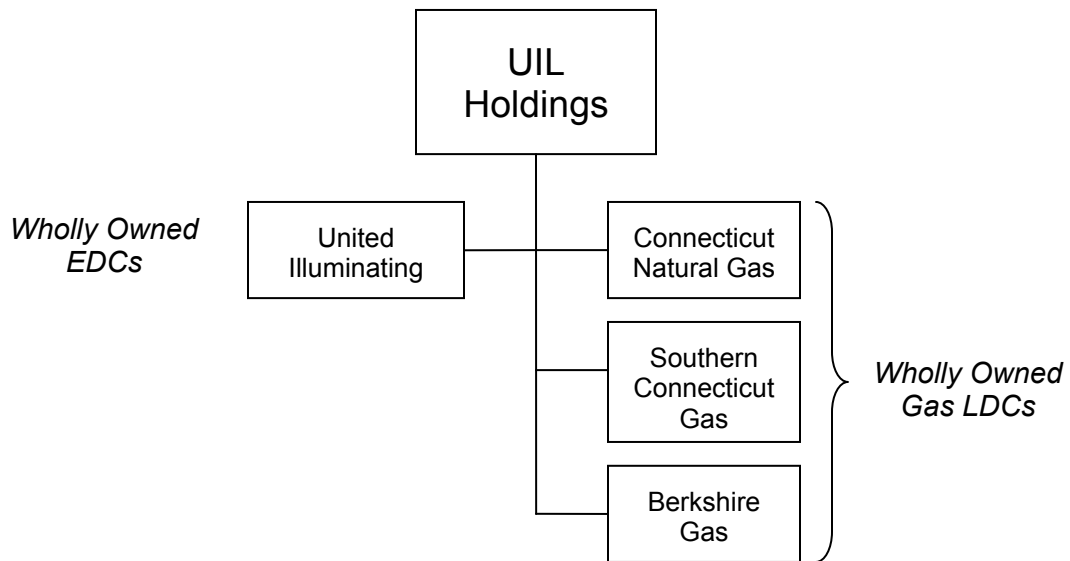 UIL
Holdings
Wholly Owned
EDCs
United
Illuminating
Connecticut
Natural Gas
Southern
Connecticut
Gas
Wholly Owned
Gas LDCs
Berkshire
Gas